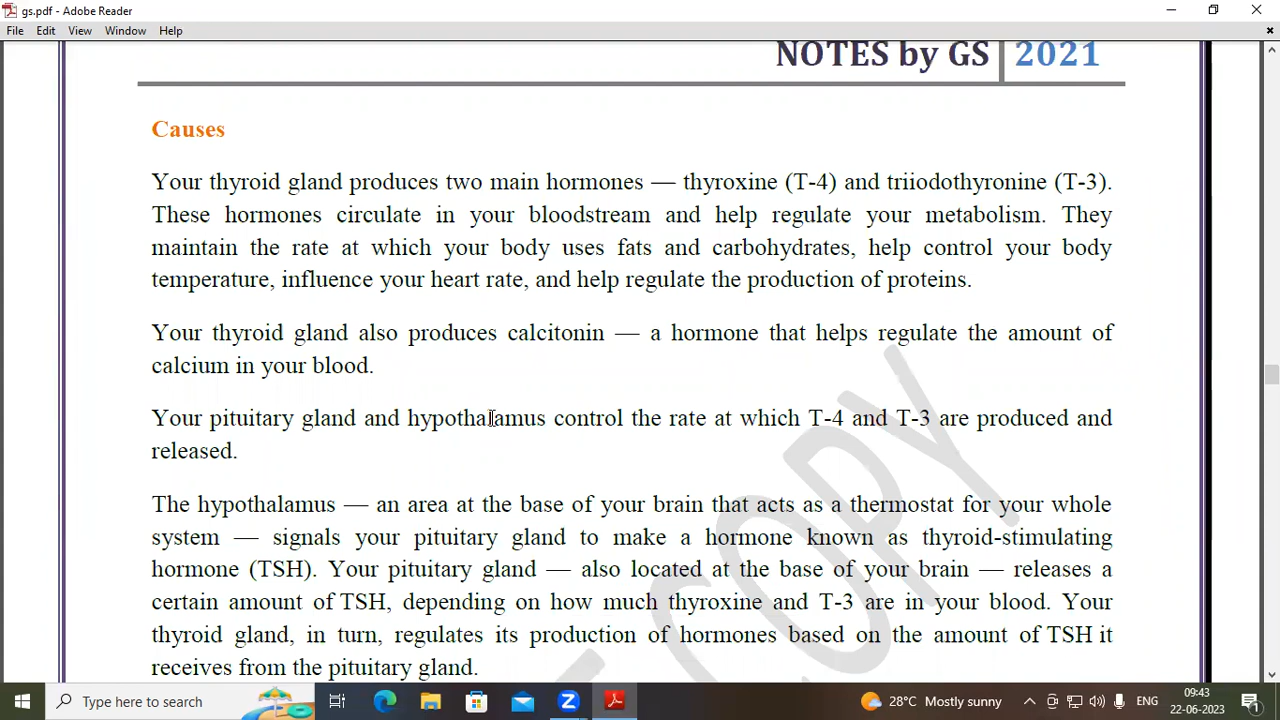 gs.pdf - Adobe Reader
File Edit View Window Help
NOTES by GS 2021
Causes
Your thyroid gland produces two main hormones — thyroxine (T-4) and triiodothyronine (T-3).
These hormones circulate in your bloodstream and help regulate your metabolism. They
maintain the rate at which your body uses fats and carbohydrates, help control your body
temperature, influence your heart rate, and help regulate the production of proteins.
Your thyroid gland also produces calcitonin — a hormone that helps regulate the amount of
calcium in your blood.
Your pituitary gland and hypothalamus control the rate at which T-4 and T-3 are produced and
released.
The hypothalamus — an area at the base of your brain that acts as a thermostat for your whole
system — signals your pituitary gland to make a hormone known as thyroid-stimulating
hormone (TSH). Your pituitary gland — also located at the base of your brain — releases a
certain amount of TSH, depending on how much thyroxine and T-3 are in your blood. Your
thyroid gland, in turn, regulates its production of hormones based on the amount of TSH it
receives from the pituitary gland.
COPY
Type here to search
28°C Mostly sunny
ENG
09:43
22-06-2023
1